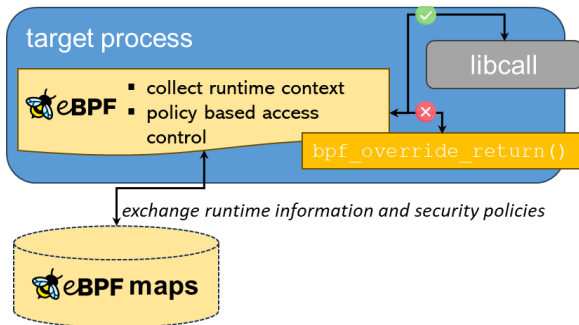 target process
libcall
eBPF
▪ collect runtime context
▪ policy based access
control
bpf_override_return()
exchange runtime information and security policies
eBPF maps